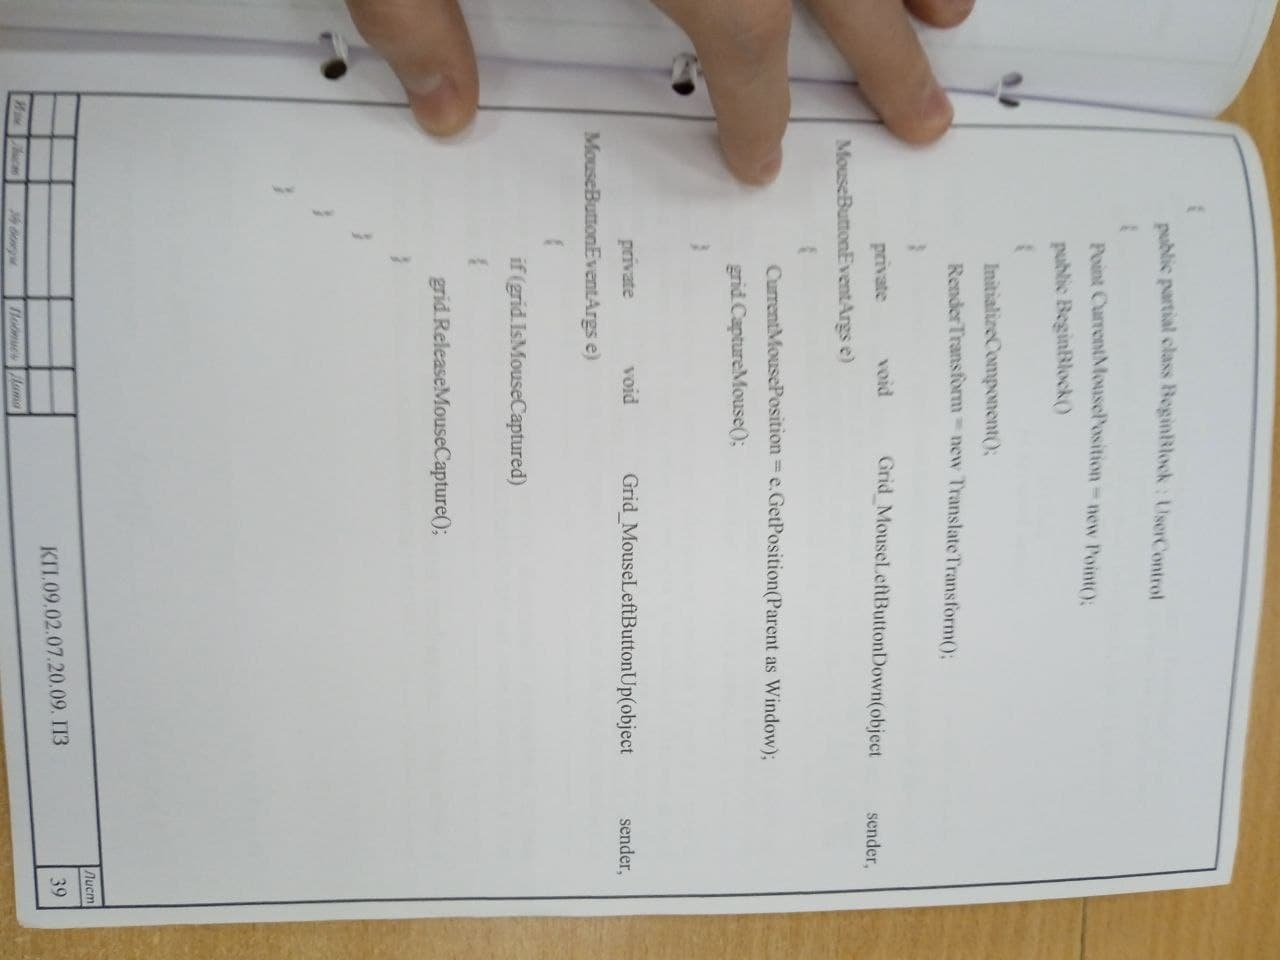 {
public partial class BeginBlock : UserControl
{
Point CurrentMousePosition = new Point();
public BeginBlock()
{
InitializeComponent();
RenderTransform = new TranslateTransform();
}
private void Grid_MouseLeftButtonDown(object sender,
MouseButtonEventArgs e)
{
CurrentMousePosition = e.GetPosition(Parent as Window);
grid.CaptureMouse();
}
private void Grid_MouseLeftButtonUp(object sender,
MouseButtonEventArgs e)
{
if (grid.IsMouseCaptured)
{
grid.ReleaseMouseCapture();
}
}
}
}
Изм Лист № докум Подпись Дата
КП.09.02.07.20.09. ПЗ
Лист
39